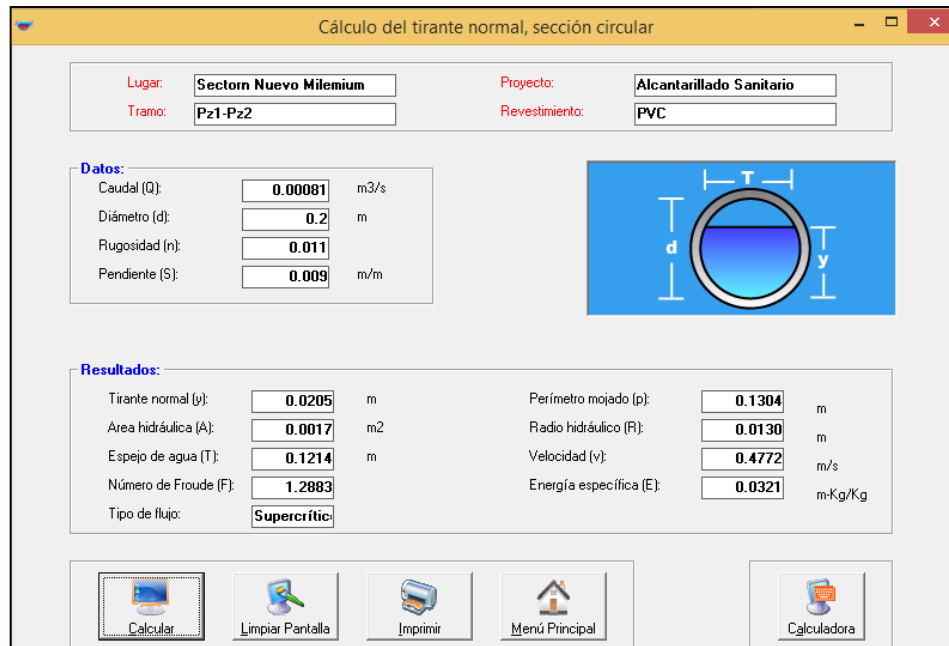 Cálculo del tirante normal, sección circular
Lugar: Sectorn Nuevo Milemium Proyecto: Alcantarillado Sanitario
Tramo: Pz1-Pz2 Revestimiento: PVC
Datos:
Caudal (Q): 0.00081 m3/s
Diámetro (d): 0.2 m
Rugosidad (n): 0.011
Pendiente (S): 0.009 m/m
T
d
y
Resultados:
Tirante normal (y): 0.0205 m Perímetro mojado (p): 0.1304 m
Area hidráulica (A): 0.0017 m2 Radio hidráulico (R): 0.0130 m
Espejo de agua (T): 0.1214 m Velocidad (v): 0.4772 m/s
Número de Froude (F): 1.2883 Energía específica (E): 0.0321 m-Kg/Kg
Tipo de flujo: Supercrític
Calcular Limpiar Pantalla Imprimir Menú Principal Calculadora